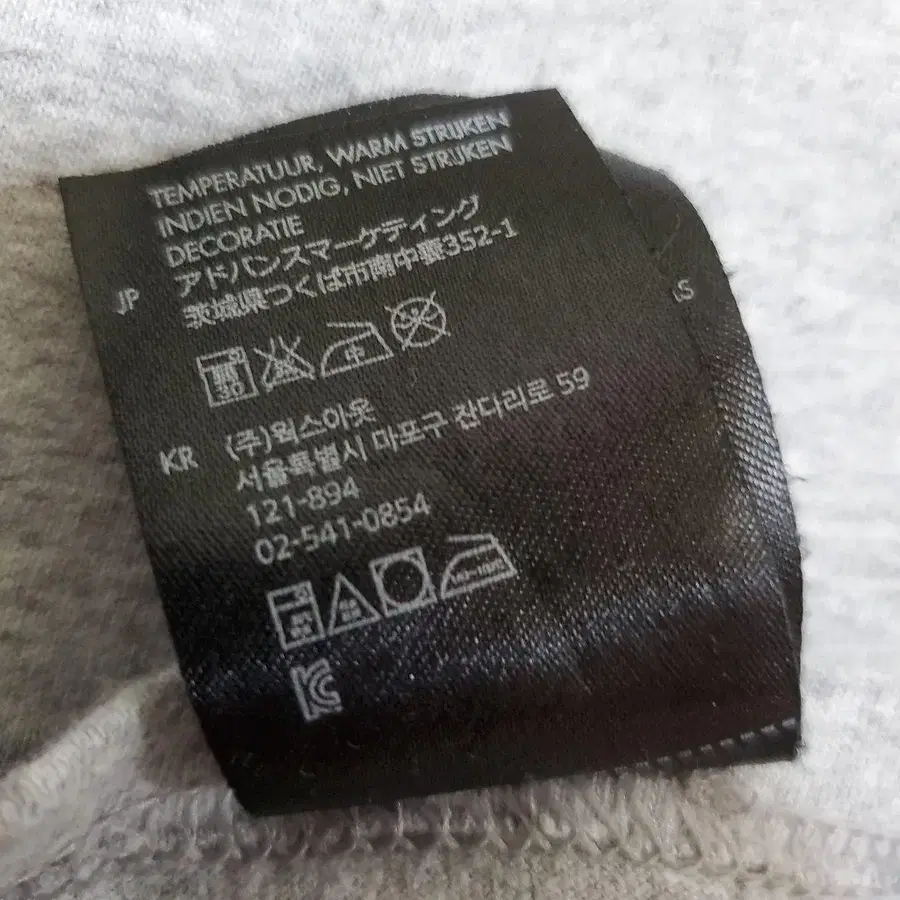 TEMPERATUUR, WARM STRIJKEN
INDIEN NODIG, NIET STRIJKEN
DECORATIE
JP アドバンスマーケティング
茨城県つくば市南中妻352-1
中
KR (주)웍스아웃
서울특별시 마포구 잔다리로 59
121-894
02-541-0854